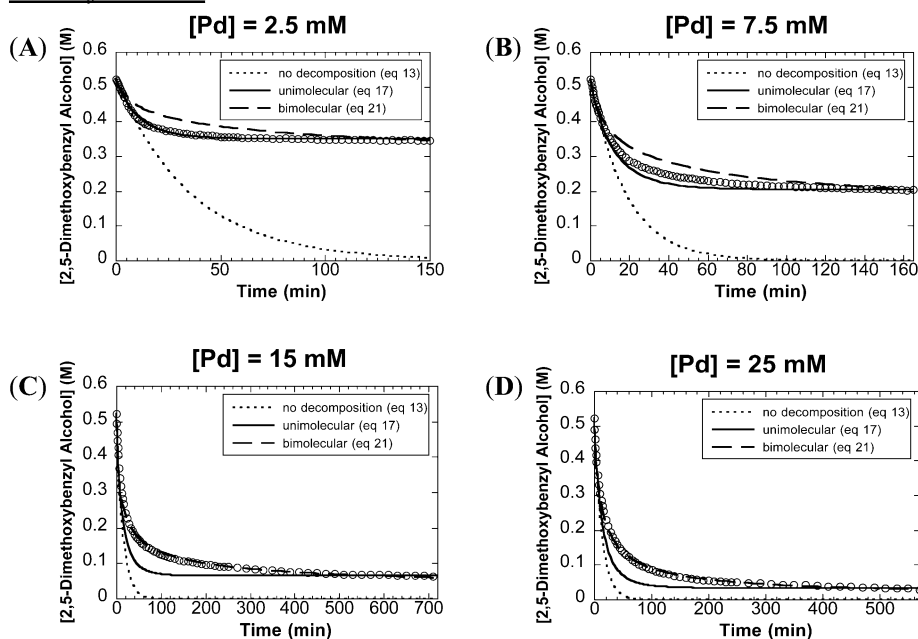 [Pd] = 2.5 mM
(A)
[2,5-Dimethoxybenzyl Alcohol] (M)
0.6
0.5
0.4
0.3
0.2
0.1
0
no decomposition (eq 13)
unimolecular (eq 17)
bimolecular (eq 21)
0 50 100 150
Time (min)
[Pd] = 7.5 mM
(B)
[2,5-Dimethoxybenzyl Alcohol] (M)
0.6
0.5
0.4
0.3
0.2
0.1
0
no decomposition (eq 13)
unimolecular (eq 17)
bimolecular (eq 21)
0 20 40 60 80 100 120 140 160
Time (min)
[Pd] = 15 mM
(C)
[2,5-Dimethoxybenzyl Alcohol] (M)
0.6
0.5
0.4
0.3
0.2
0.1
0
no decomposition (eq 13)
unimolecular (eq 17)
bimolecular (eq 21)
0 100 200 300 400 500 600 700
Time (min)
[Pd] = 25 mM
(D)
[2,5-Dimethoxybenzyl Alcohol] (M)
0.6
0.5
0.4
0.3
0.2
0.1
0
no decomposition (eq 13)
unimolecular (eq 17)
bimolecular (eq 21)
0 100 200 300 400 500
Time (min)